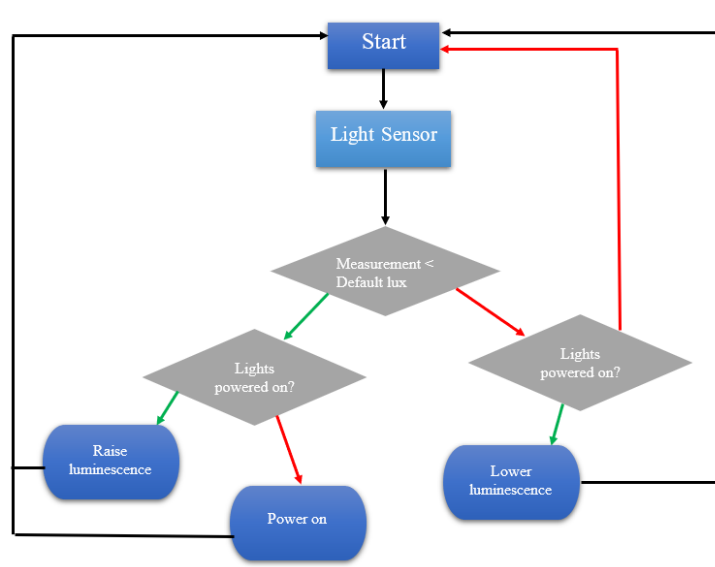 Start
Light Sensor
Measurement <
Default lux
Lights
powered on?
Lights
powered on?
Raise
luminescence
Lower
luminescence
Power on